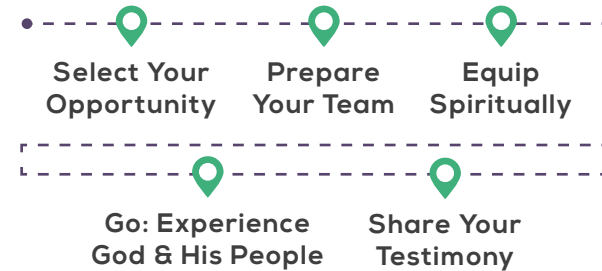 Select Your
Opportunity
Prepare
Your Team
Equip
Spiritually
Go: Experience
God & His People
Share Your
Testimony